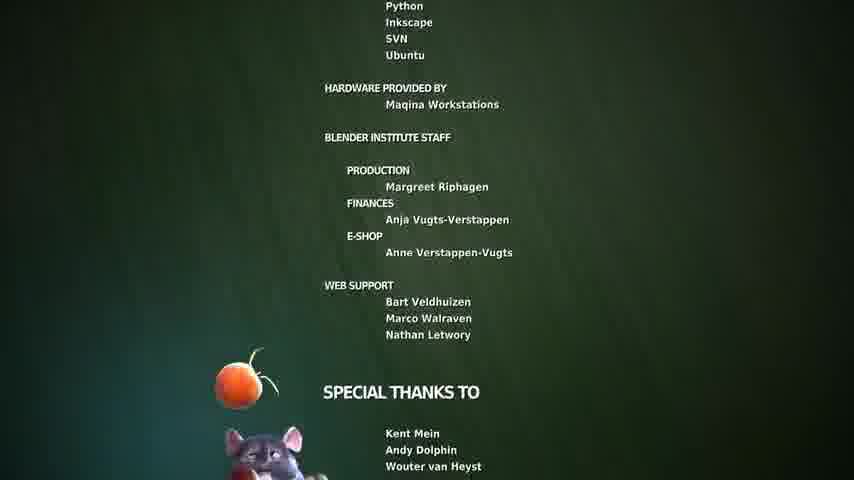 Python
Inkscape
SVN
Ubuntu
HARDWARE PROVIDED BY
Maqina Workstations
BLENDER INSTITUTE STAFF
PRODUCTION
Margreet Riphagen
FINANCES
Anja Vugts-Verstappen
E-SHOP
Anne Verstappen-Vugts
WEB SUPPORT
Bart Veldhuizen
Marco Walraven
Nathan Letwory
SPECIAL THANKS TO
Kent Mein
Andy Dolphin
Wouter van Heyst